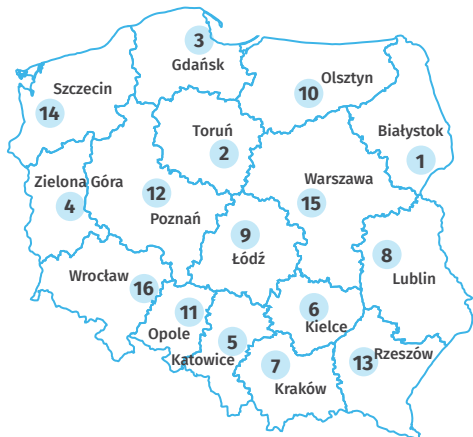 3
Gdańsk
Olsztyn
10
Szczecin
14
Toruń
2
Białystok
1
Zielona Góra
4
12
Poznań
Warszawa
15
9
Łódź
8
Lublin
Wrocław
16
11
Opole
6
Kielce
5
Katowice
7
Kraków
Rzeszów
13